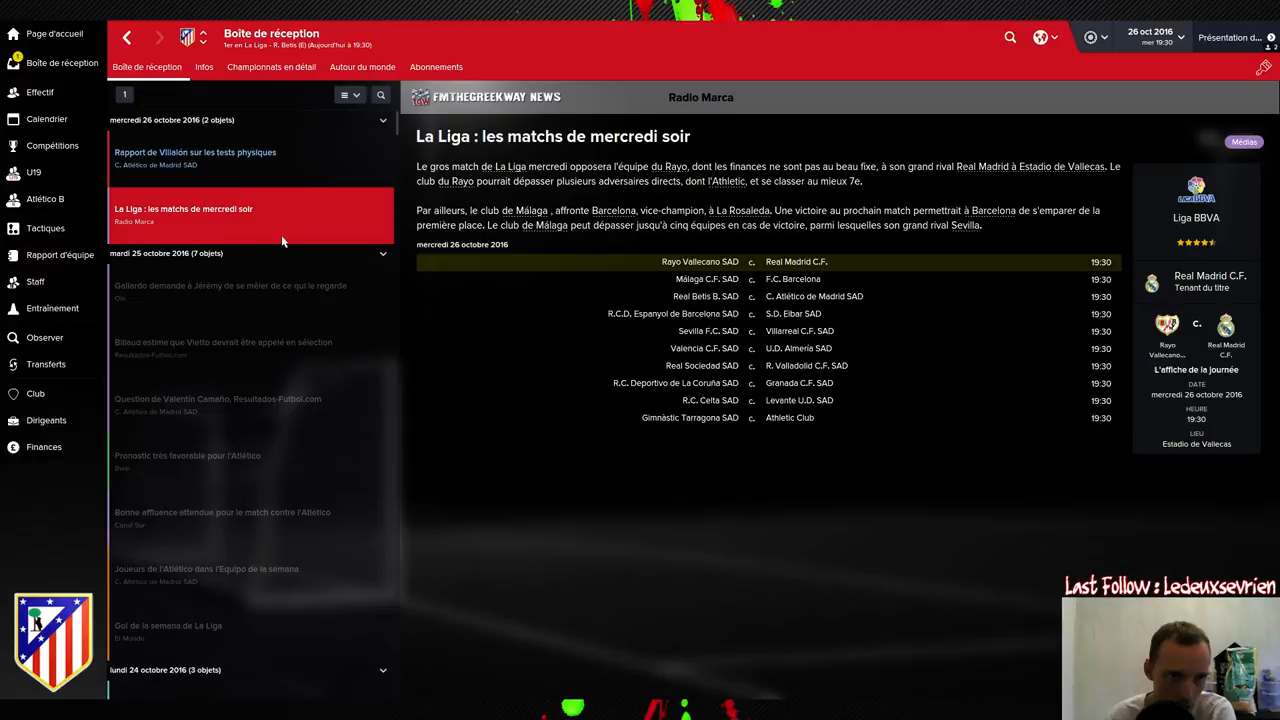 Page d'accueil
1
Boîte de réception
Effectif
Calendrier
Compétitions
U19
Atlético B
Tactiques
Rapport d'équipe
Staff
Entraînement
Observer
Transferts
Club
Dirigeants
Finances
Boîte de réception
1er en La Liga - R. Betis (E) (Aujourd'hui à 19:30)
26 oct 2016
mer 19:30
Présentation d...
Boîte de réception
Infos
Championnats en détail
Autour du monde
Abonnements
1
mercredi 26 octobre 2016 (2 objets)
Rapport de Villalón sur les tests physiques
C. Atlético de Madrid SAD
La Liga : les matchs de mercredi soir
Radio Marca
mardi 25 octobre 2016 (7 objets)
Gallardo demande à Jérémy de se mêler de ce qui le regarde
Olé
Billaud estime que Vietto devrait être appelé en sélection
Resultados-Futbol.com
Question de Valentín Camaño, Resultados-Futbol.com
C. Atlético de Madrid SAD
Pronostic très favorable pour l'Atlético
Bwin
Bonne affluence attendue pour le match contre l'Atlético
Canal Sur
Joueurs de l'Atlético dans l'Equipo de la semana
C. Atlético de Madrid SAD
Gol de la semana de La Liga
El Mundo
lundi 24 octobre 2016 (3 objets)
FMTHEGREEKWAY NEWS
Radio Marca
La Liga : les matchs de mercredi soir
Médias
Le gros match de La Liga mercredi opposera l'équipe du Rayo, dont les finances ne sont pas au beau fixe, à son grand rival Real Madrid à Estadio de Vallecas. Le
club du Rayo pourrait dépasser plusieurs adversaires directs, dont l'Athletic, et se classer au mieux 7e.
Par ailleurs, le club de Málaga , affronte Barcelona, vice-champion, à La Rosaleda. Une victoire au prochain match permettrait à Barcelona de s'emparer de la
première place. Le club de Málaga peut dépasser jusqu'à cinq équipes en cas de victoire, parmi lesquelles son grand rival Sevilla.
mercredi 26 octobre 2016
Rayo Vallecano SAD c. Real Madrid C.F. 19:30
Málaga C.F. SAD c. F.C. Barcelona 19:30
Real Betis B. SAD c. C. Atlético de Madrid SAD 19:30
R.C.D. Espanyol de Barcelona SAD c. S.D. Eibar SAD 19:30
Sevilla F.C. SAD c. Villarreal C.F. SAD 19:30
Valencia C.F. SAD c. U.D. Almería SAD 19:30
Real Sociedad SAD c. R. Valladolid C.F. SAD 19:30
R.C. Deportivo de La Coruña SAD c. Granada C.F. SAD 19:30
R.C. Celta SAD c. Levante U.D. SAD 19:30
Gimnàstic Tarragona SAD c. Athletic Club 19:30
Liga BBVA
Real Madrid C.F.
Tenant du titre
c.
Rayo Vallecano...
Real Madrid C.F.
L'affiche de la journée
DATE
mercredi 26 octobre 2016
HEURE
19:30
LIEU
Estadio de Vallecas
Last Follow : Ledeuxsevrien